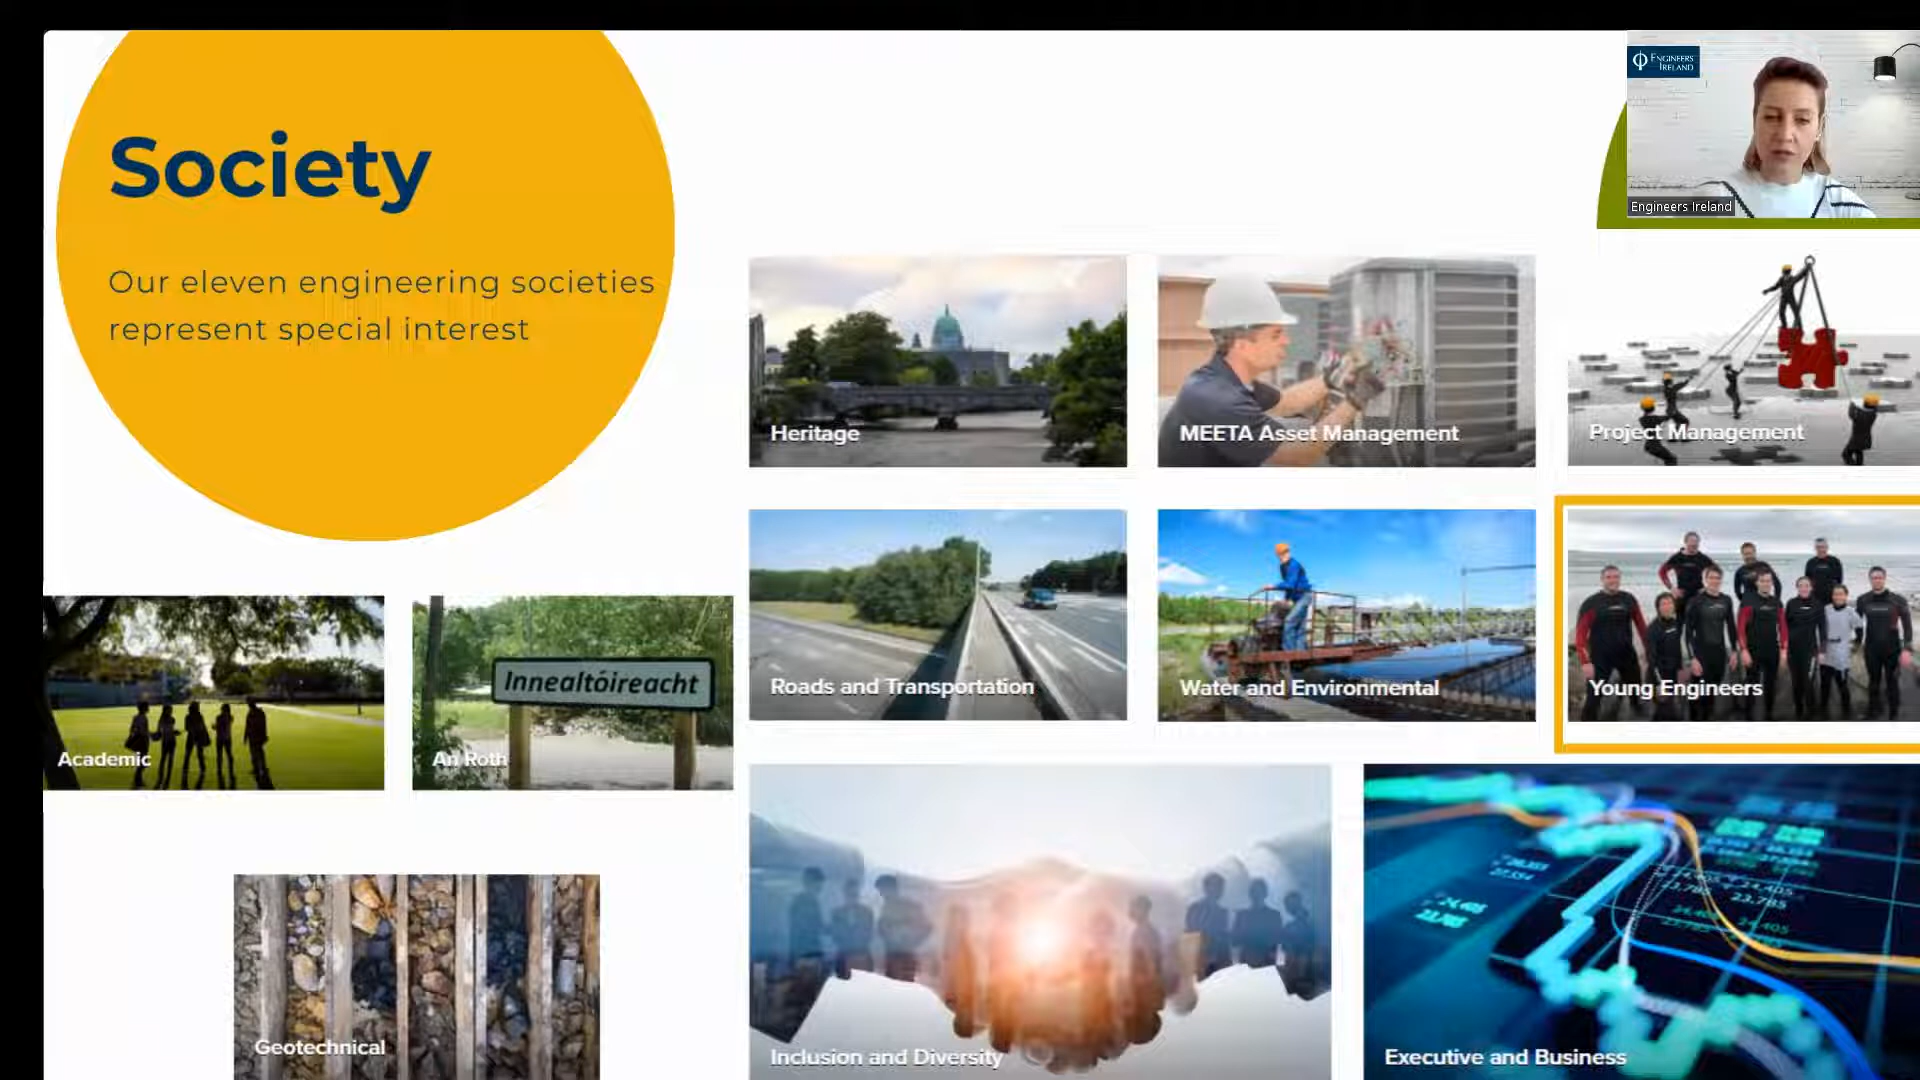 Society
Our eleven engineering societies
represent special interest
ENGINEERS
IRELAND
Engineers Ireland
Heritage
MEETA Asset Management
Project Management
Roads and Transportation
Water and Environmental
Young Engineers
Academic
Innealtóireacht
An Roth
Geotechnical
Inclusion and Diversity
Executive and Business